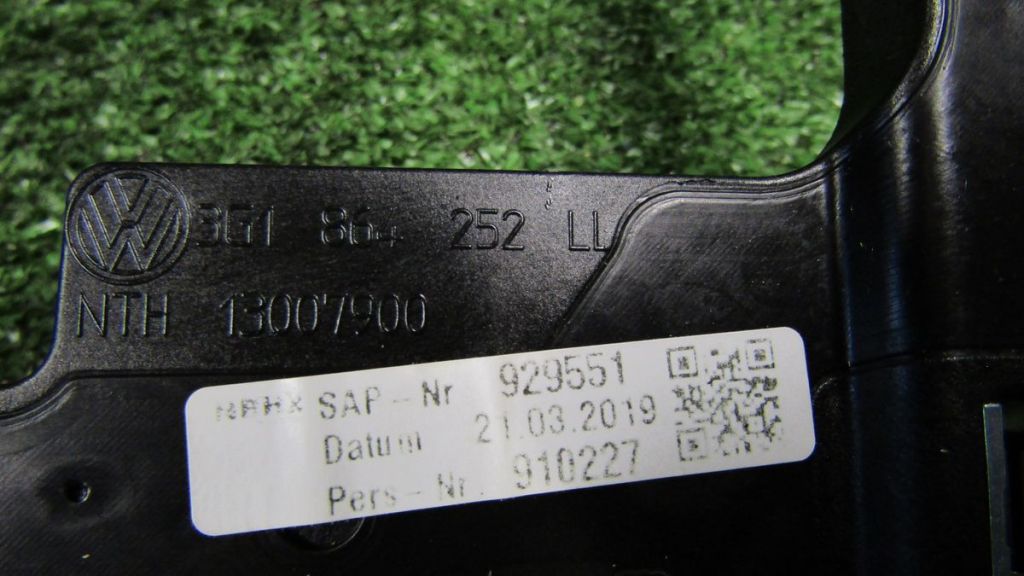 3G1 864 252 LL
NTH 13007900
SAP-Nr 929551
Datum 21.03.2019
Pers-Nr. 910227